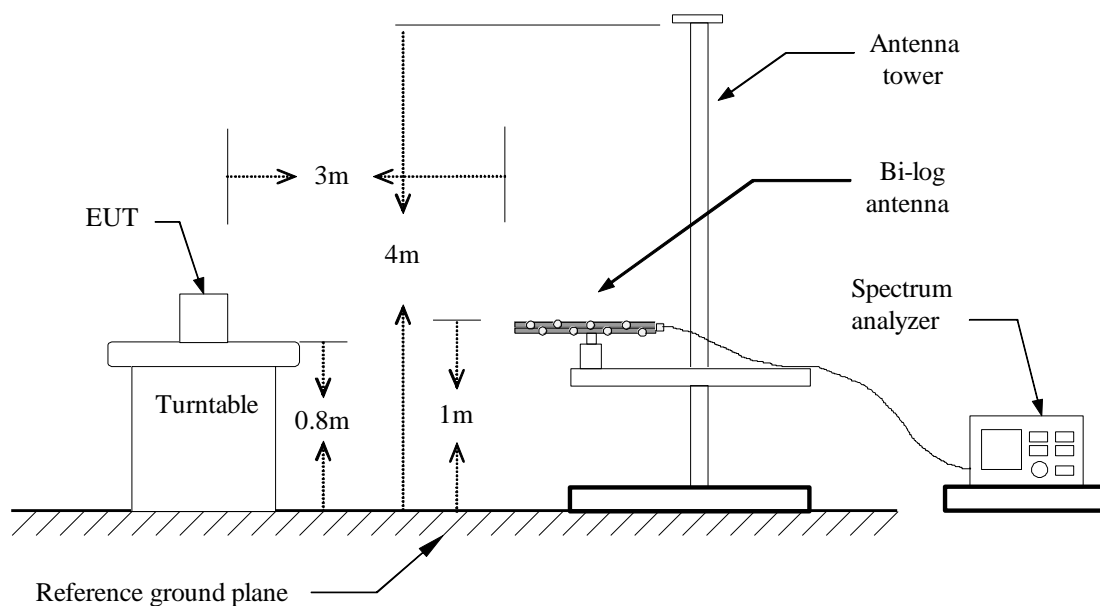 Antenna
tower
3m
Bi-log
antenna
EUT
4m
Spectrum
analyzer
Turntable
0.8m
1m
Reference ground plane